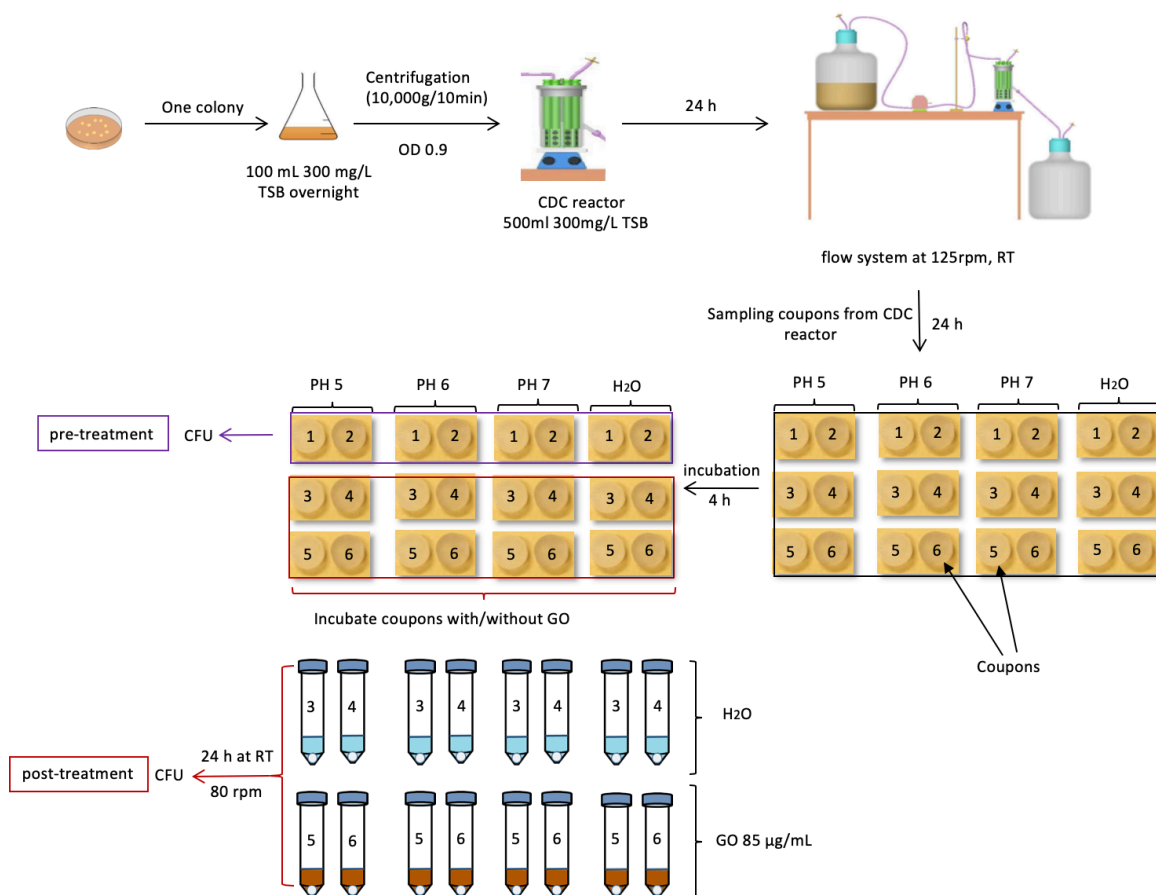 One colony
100 mL 300 mg/L
TSB overnight
Centrifugation
(10,000g/10min)
OD 0.9
CDC reactor
500ml 300mg/L TSB
24 h
flow system at 125rpm, RT
Sampling coupons from CDC
reactor
24 h
PH 5 PH 6 PH 7 H2O
1 2 1 2 1 2 1 2
3 4 3 4 3 4 3 4
5 6 5 6 5 6 5 6
Coupons
incubation
4 h
PH 5 PH 6 PH 7 H2O
pre-treatment CFU
1 2 1 2 1 2 1 2
3 4 3 4 3 4 3 4
5 6 5 6 5 6 5 6
Incubate coupons with/without GO
3 4 3 4 3 4 3 4
H2O
post-treatment CFU
24 h at RT
80 rpm
5 6 5 6 5 6 5 6
GO 85 µg/mL